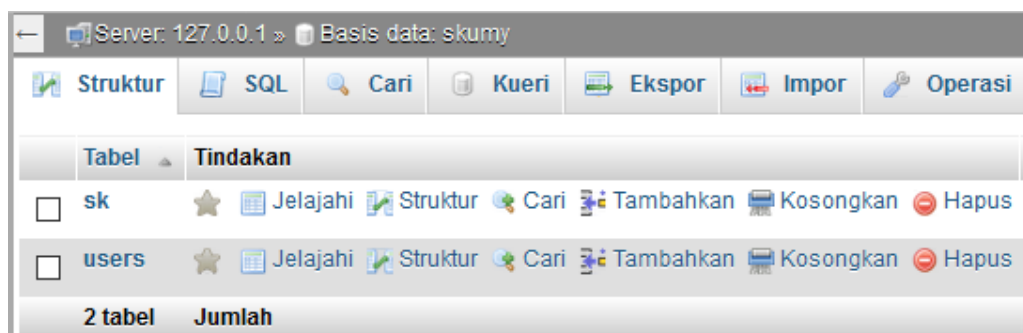 ← Server: 127.0.0.1 » Basis data: skumy
Struktur SQL Cari Kueri Ekspor Impor Operasi
Tabel Tindakan
sk Jelajahi Struktur Cari Tambahkan Kosongkan Hapus
users Jelajahi Struktur Cari Tambahkan Kosongkan Hapus
2 tabel Jumlah